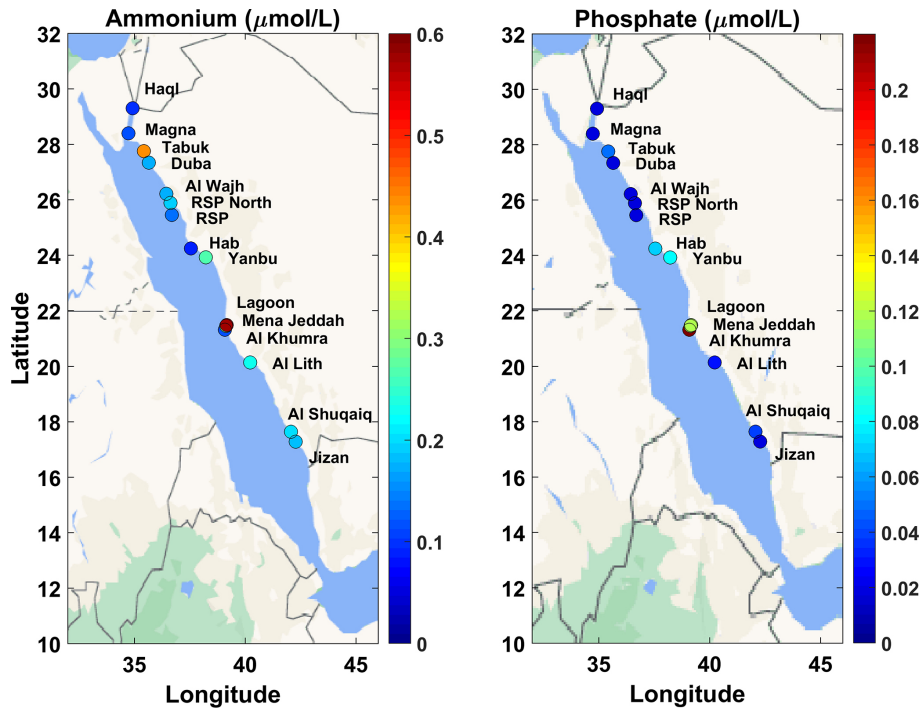 Ammonium (μmol/L)
32
30
28
26
24
22
20
18
16
14
12
10
Latitude
35
40
45
Longitude
Haql
Magna
Tabuk
Duba
Al Wajh
RSP North
RSP
Hab
Yanbu
Lagoon
Mena Jeddah
Al Khumra
Al Lith
Al Shuqaiq
Jizan
0.6
0.5
0.4
0.3
0.2
0.1
0
Phosphate (μmol/L)
32
30
28
26
24
22
20
18
16
14
12
10
35
40
45
Longitude
Haql
Magna
Tabuk
Duba
Al Wajh
RSP North
RSP
Hab
Yanbu
Lagoon
Mena Jeddah
Al Khumra
Al Lith
Al Shuqaiq
Jizan
0.2
0.18
0.16
0.14
0.12
0.1
0.08
0.06
0.04
0.02
0